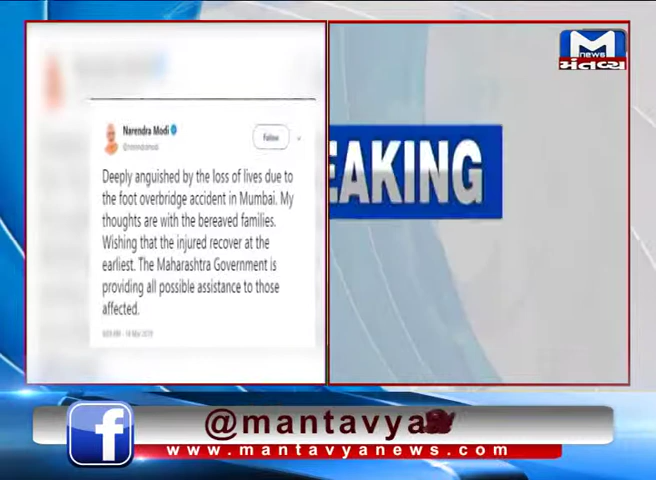 M
news
મંતવ્ય
Narendra Modi
@narendramodi
Follow
Deeply anguished by the loss of lives due to
the foot overbridge accident in Mumbai. My
thoughts are with the bereaved families.
Wishing that the injured recover at the
earliest. The Maharashtra Government is
providing all possible assistance to those
affected.
EAKING
f
@mantavya
www.mantavyanews.com